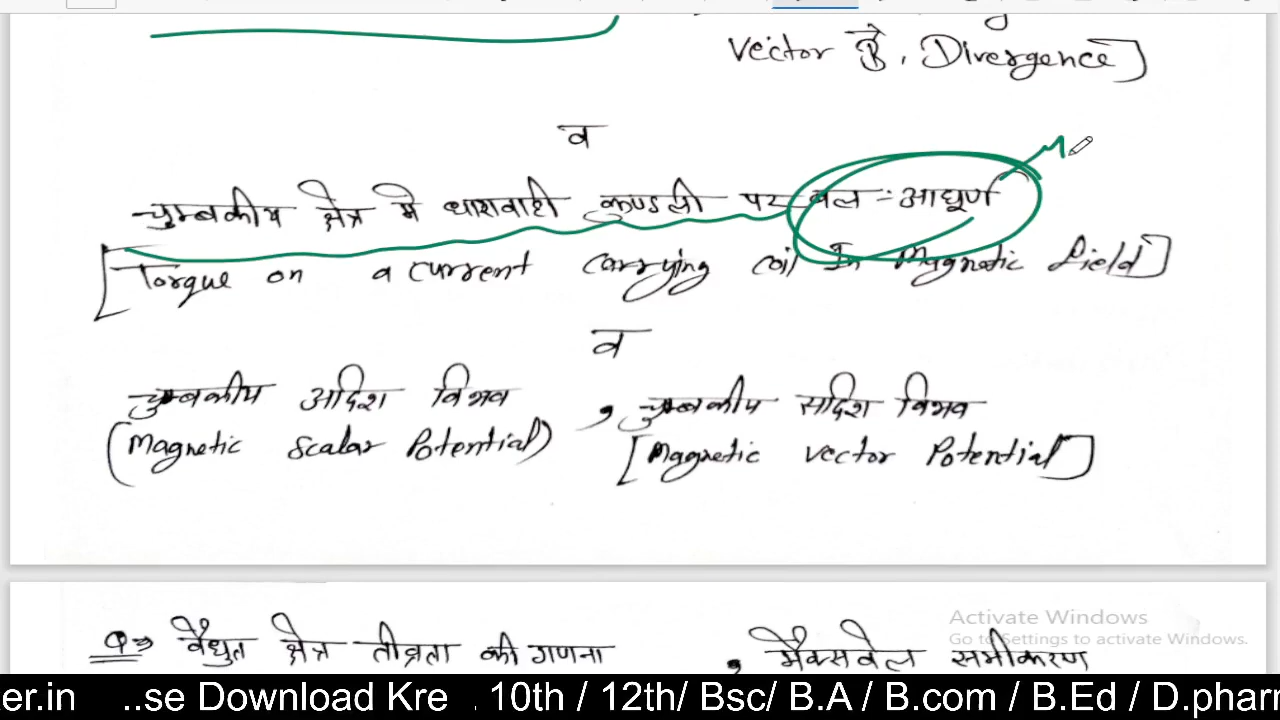 Vector B⃗, Divergence]
व
चुम्बकीय क्षेत्र मे धारावाही कुण्डली पर बल-आघूर्ण
[Torque on a current carrying coil In Magnetic field]
व
चुम्बकीय अदिश विभव , चुम्बकीय सदिश विभव
(Magnetic Scalar Potential) [Magnetic vector Potential]
Activate Windows
Go to Settings to activate Windows.
Q⇒ वैधुत क्षेत्र तीव्रता की गणना , मैक्सवेल समीकरण
er.in ..se Download Kre . 10th / 12th/ Bsc/ B.A / B.com / B.Ed / D.pharm